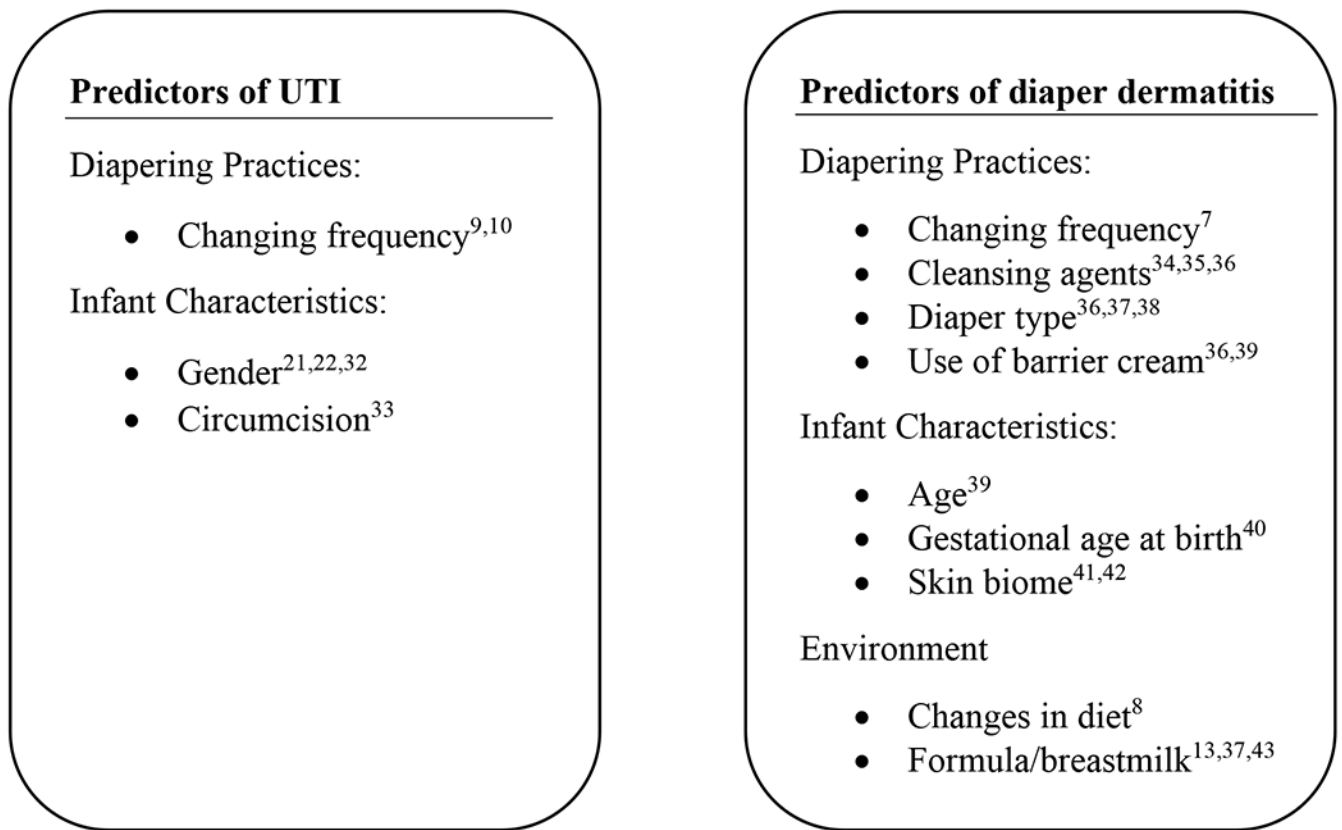 Predictors of UTI
Diapering Practices:
• Changing frequency9,10
Infant Characteristics:
• Gender21,22,32
• Circumcision33
Predictors of diaper dermatitis
Diapering Practices:
• Changing frequency7
• Cleansing agents34,35,36
• Diaper type36,37,38
• Use of barrier cream36,39
Infant Characteristics:
• Age39
• Gestational age at birth40
• Skin biome41,42
Environment
• Changes in diet8
• Formula/breastmilk13,37,43